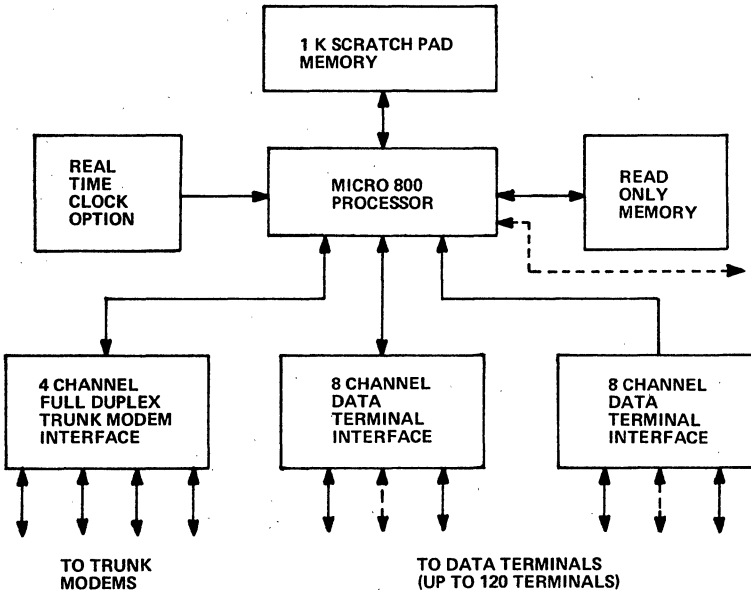 1 K SCRATCH PAD
MEMORY
REAL
TIME
CLOCK
OPTION
MICRO 800
PROCESSOR
READ
ONLY
MEMORY
4 CHANNEL
FULL DUPLEX
TRUNK MODEM
INTERFACE
8 CHANNEL
DATA
TERMINAL
INTERFACE
8 CHANNEL
DATA
TERMINAL
INTERFACE
TO TRUNK
MODEMS
TO DATA TERMINALS
(UP TO 120 TERMINALS)